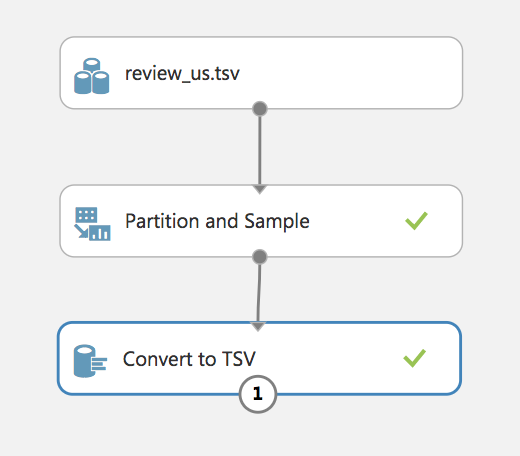 review_us.tsv
Partition and Sample
Convert to TSV
1